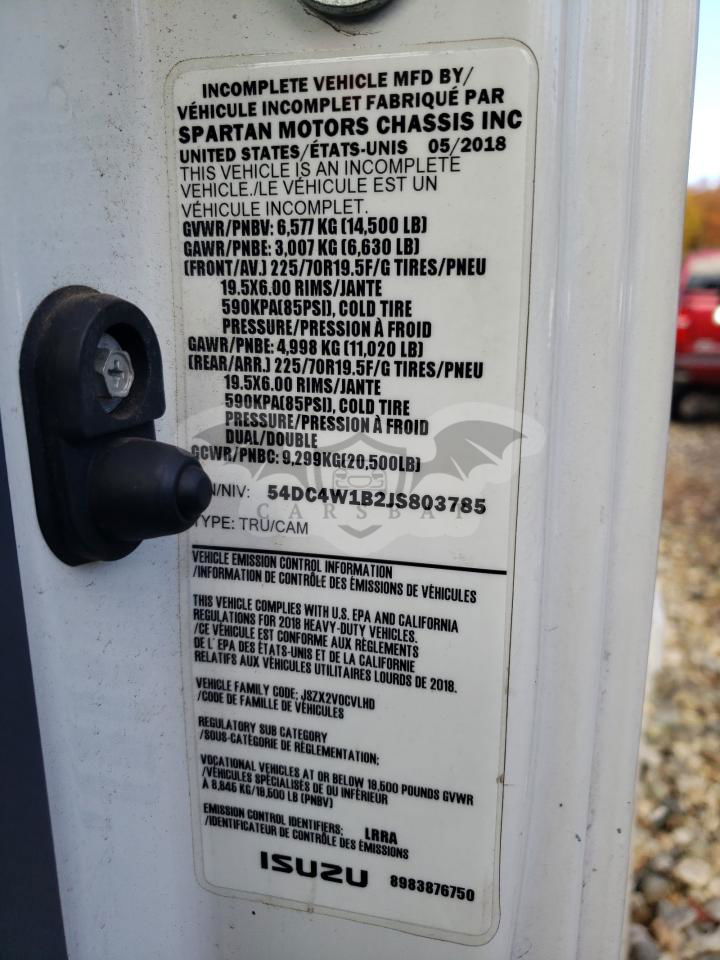 INCOMPLETE VEHICLE MFD BY/
VÉHICULE INCOMPLET FABRIQUÉ PAR
SPARTAN MOTORS CHASSIS INC
UNITED STATES/ÉTATS-UNIS 05/2018
THIS VEHICLE IS AN INCOMPLETE
VEHICLE./LE VÉHICULE EST UN
VÉHICULE INCOMPLET.
GVWR/PNBV: 6,577 KG (14,500 LB)
GAWR/PNBE: 3,007 KG (6,630 LB)
(FRONT/AV.) 225/70R19.5F/G TIRES/PNEU
19.5X6.00 RIMS/JANTE
590KPA(85PSI), COLD TIRE
PRESSURE/PRESSION À FROID
GAWR/PNBE: 4,998 KG (11,020 LB)
(REAR/ARR.) 225/70R19.5F/G TIRES/PNEU
19.5X6.00 RIMS/JANTE
590KPA(85PSI), COLD TIRE
PRESSURE/PRESSION À FROID
DUAL/DOUBLE
GCWR/PNBC: 9,299KG(20,500LB)
N/NIV: 54DC4W1B2JS803785
CARSBAT
TYPE: TRU/CAM
VEHICLE EMISSION CONTROL INFORMATION
/INFORMATION DE CONTRÔLE DES ÉMISSIONS DE VÉHICULES
THIS VEHICLE COMPLIES WITH U.S. EPA AND CALIFORNIA
REGULATIONS FOR 2018 HEAVY-DUTY VEHICLES.
/CE VÉHICULE EST CONFORME AUX RÈGLEMENTS
DE L'EPA DES ÉTATS-UNIS ET DE LA CALIFORNIE
RELATIFS AUX VÉHICULES UTILITAIRES LOURDS DE 2018.
VEHICLE FAMILY CODE: JSZX2VOCVLHD
/CODE DE FAMILLE DE VÉHICULES
REGULATORY SUB CATEGORY
/SOUS-CATÉGORIE DE RÈGLEMENTATION:
VOCATIONAL VEHICLES AT OR BELOW 19,500 POUNDS GVWR
/VÉHICULES SPÉCIALISÉS DE OU INFÉRIEUR
À 8,845 KG/19,500 LB (PNBV)
EMISSION CONTROL IDENTIFIERS: LRRA
/IDENTIFICATEUR DE CONTRÔLE DES ÉMISSIONS
ISUZU 8983876750